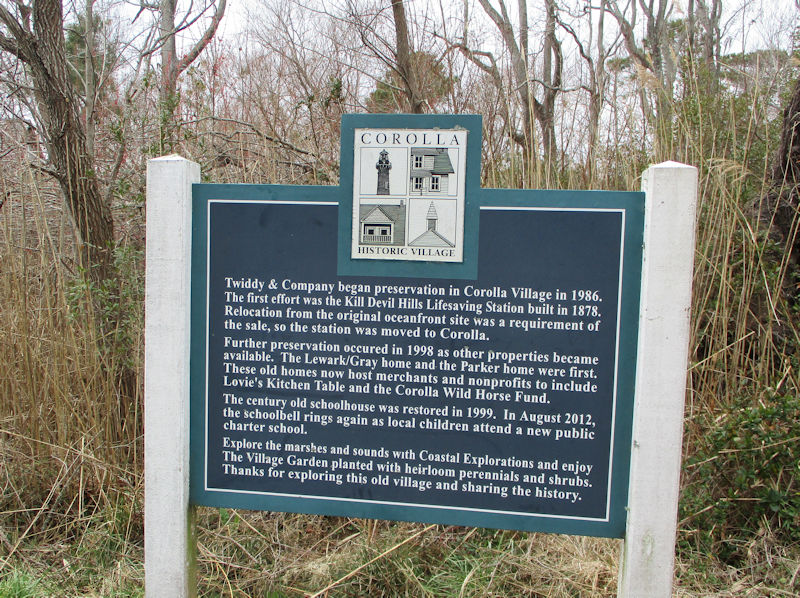 COROLLA
HISTORIC VILLAGE
Twiddy & Company began preservation in Corolla Village in 1986.
The first effort was the Kill Devil Hills Lifesaving Station built in 1878.
Relocation from the original oceanfront site was a requirement of
the sale, so the station was moved to Corolla.
Further preservation occured in 1998 as other properties became
available. The Lewark/Gray home and the Parker home were first.
These old homes now host merchants and nonprofits to include
Lovie's Kitchen Table and the Corolla Wild Horse Fund.
The century old schoolhouse was restored in 1999. In August 2012,
the schoolbell rings again as local children attend a new public
charter school.
Explore the marshes and sounds with Coastal Explorations and enjoy
The Village Garden planted with heirloom perennials and shrubs.
Thanks for exploring this old village and sharing the history.